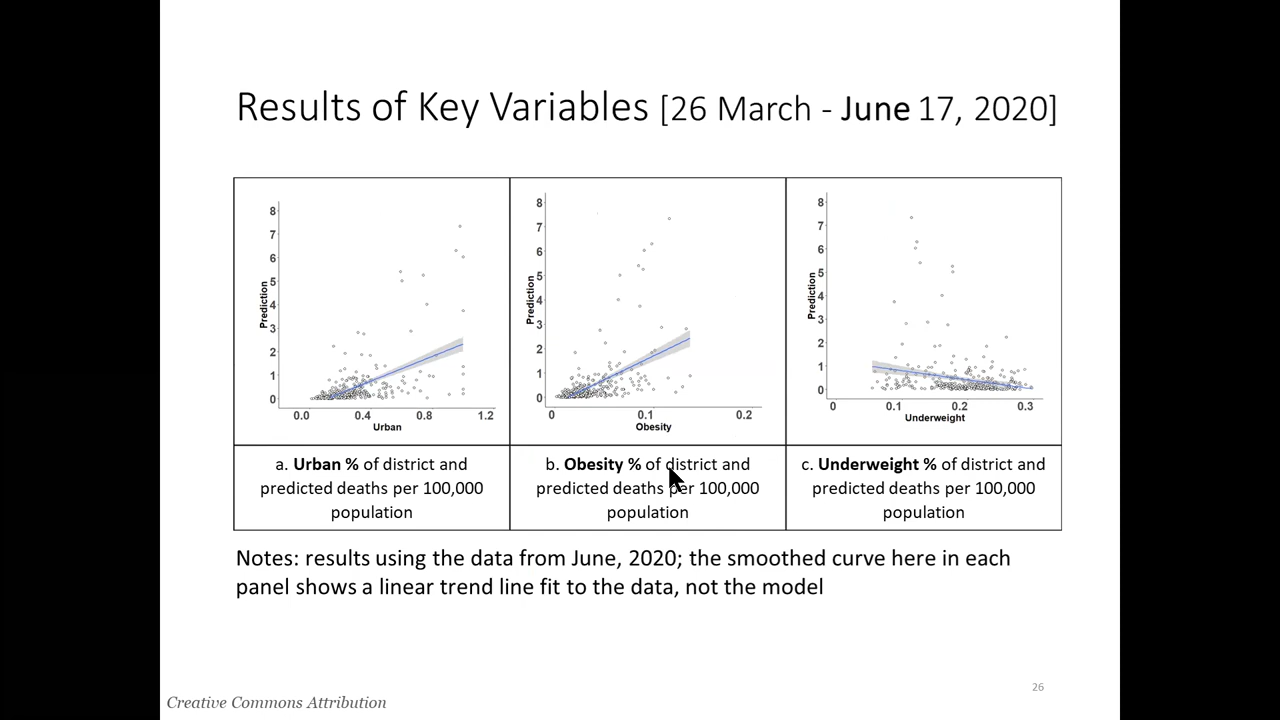 Results of Key Variables [26 March - June 17, 2020]
8
7
6
5
4
3
2
1
0
Prediction
0.0 0.4 0.8 1.2
Urban
8
7
6
5
4
3
2
1
0
Prediction
0 0.1 0.2
Obesity
8
7
6
5
4
3
2
1
0
Prediction
0 0.1 0.2 0.3
Underweight
a. Urban % of district and
predicted deaths per 100,000
population
b. Obesity % of district and
predicted deaths per 100,000
population
c. Underweight % of district and
predicted deaths per 100,000
population
Notes: results using the data from June, 2020; the smoothed curve here in each
panel shows a linear trend line fit to the data, not the model
26
Creative Commons Attribution